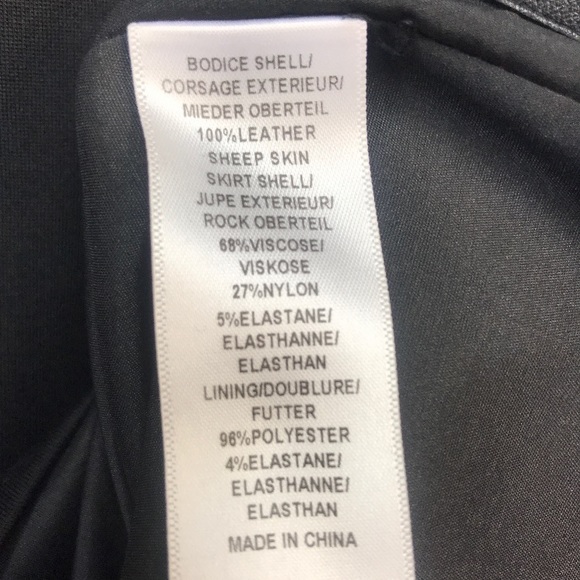 BODICE SHELL/
CORSAGE EXTERIEUR/
MIEDER OBERTEIL
100%LEATHER
SHEEP SKIN
SKIRT SHELL/
JUPE EXTERIEUR/
ROCK OBERTEIL
68%VISCOSE/
VISKOSE
27%NYLON
5%ELASTANE/
ELASTHANNE/
ELASTHAN
LINING/DOUBLURE/
FUTTER
96%POLYESTER
4%ELASTANE/
ELASTHANNE/
ELASTHAN
MADE IN CHINA